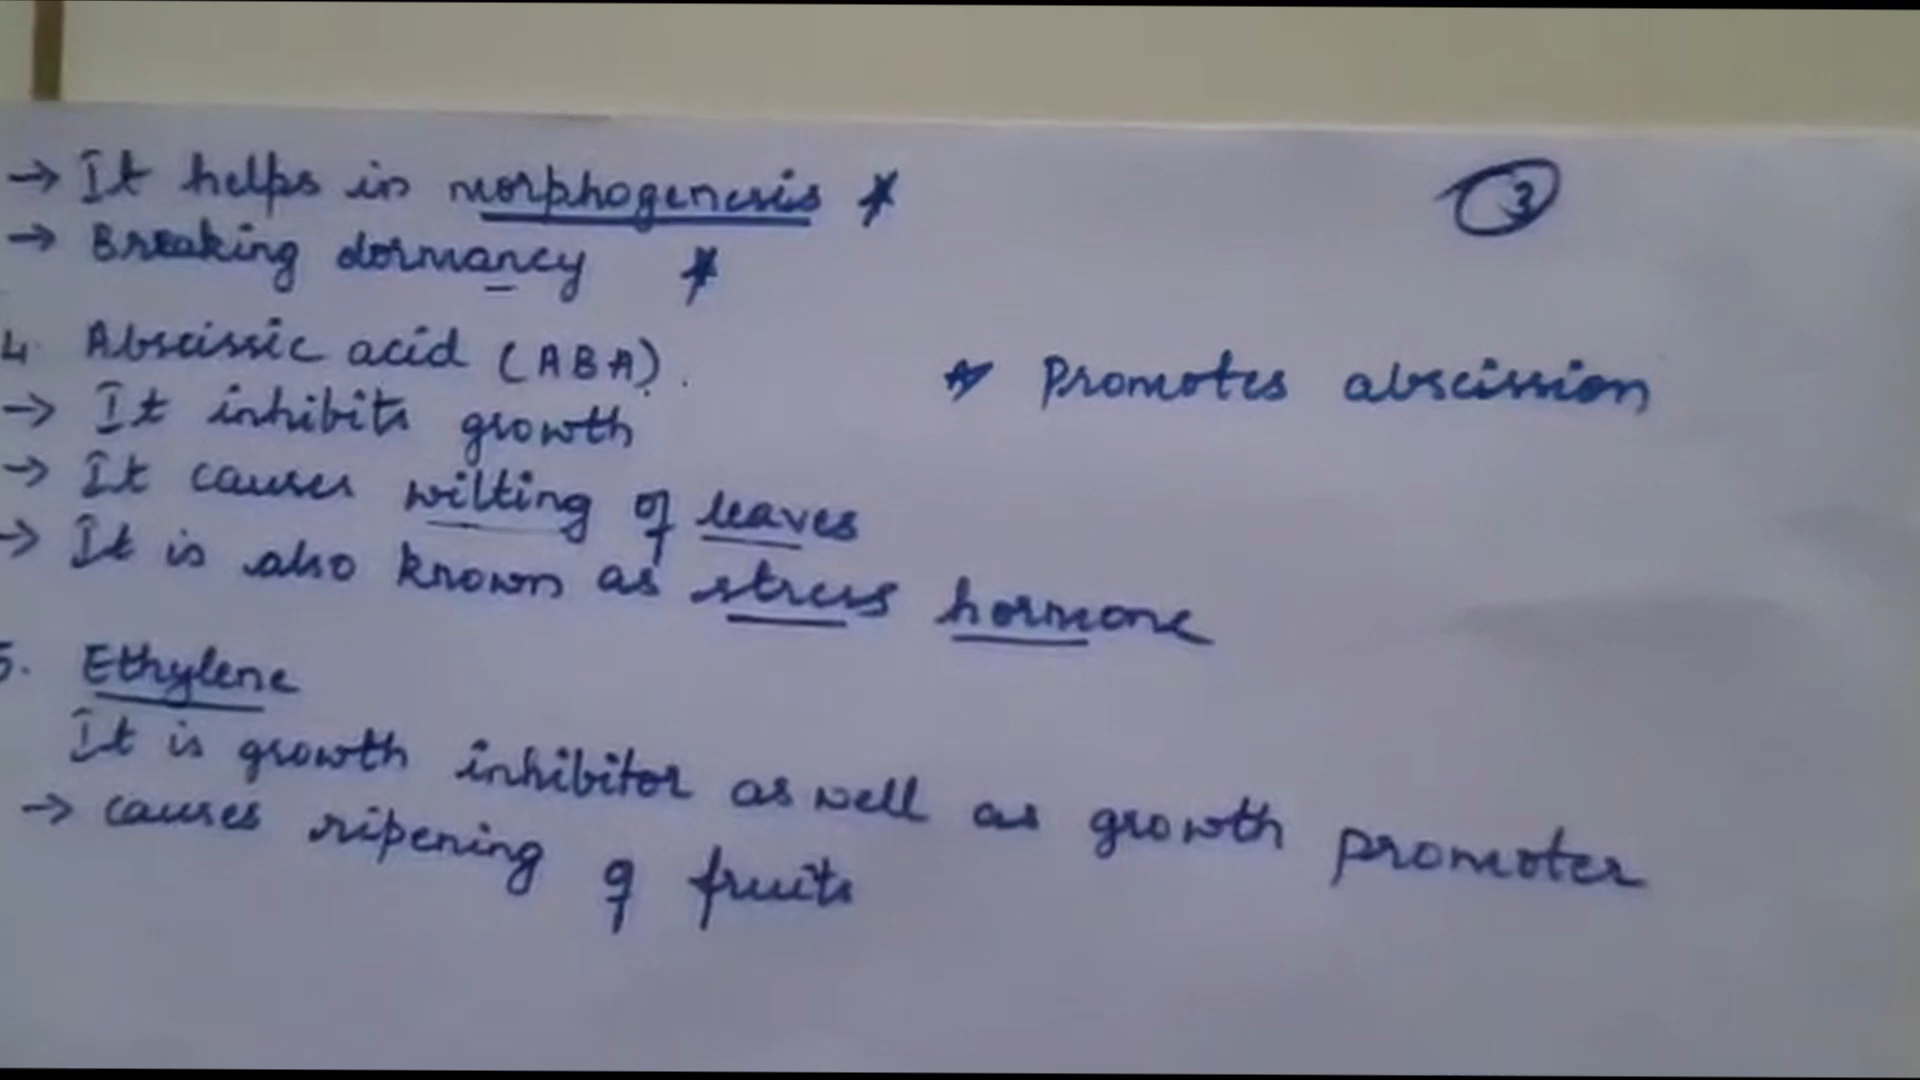 → It helps in morphogenesis *
3
→ Breaking dormancy *
4. Abscissic acid (ABA).
* Promotes abscission
→ It inhibits growth
→ It causes wilting of leaves
→ It is also known as stress hormone
5. Ethylene
It is growth inhibitor as well as growth promoter
→ causes ripening of fruits